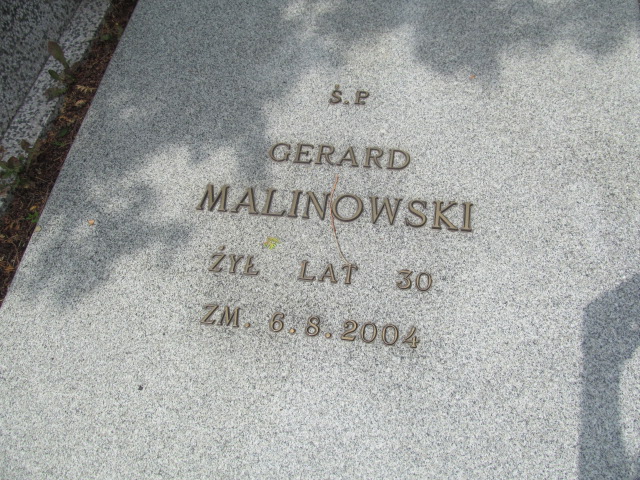 Ś.P
GERARD
MALINOWSKI
ŻYŁ LAT 30
ZM. 6.8.2004